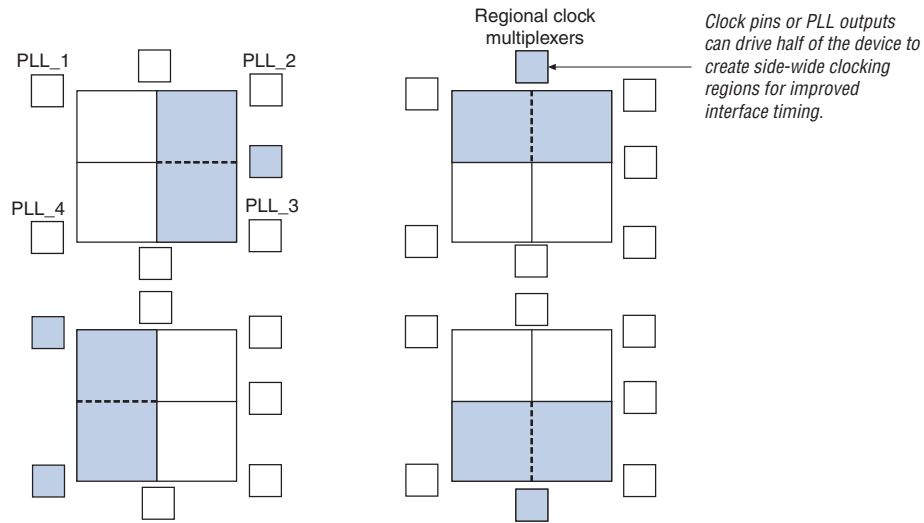 Regional clock
multiplexers
Clock pins or PLL outputs
can drive half of the device to
create side-wide clocking
regions for improved
interface timing.
PLL_1
PLL_2
PLL_4
PLL_3